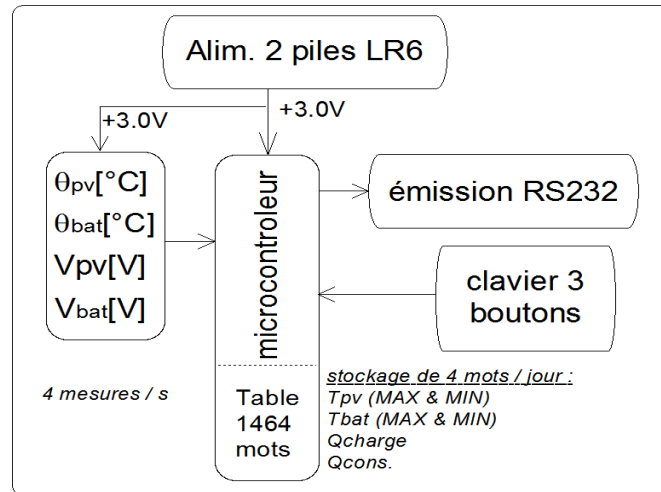 Alim. 2 piles LR6
+3.0V
+3.0V
θpv[°C]
θbat[°C]
Vpv[V]
Vbat[V]
microcontroleur
émission RS232
clavier 3
boutons
4 mesures / s
Table
1464
mots
stockage de 4 mots / jour :
Tpv (MAX & MIN)
Tbat (MAX & MIN)
Qcharge
Qcons.